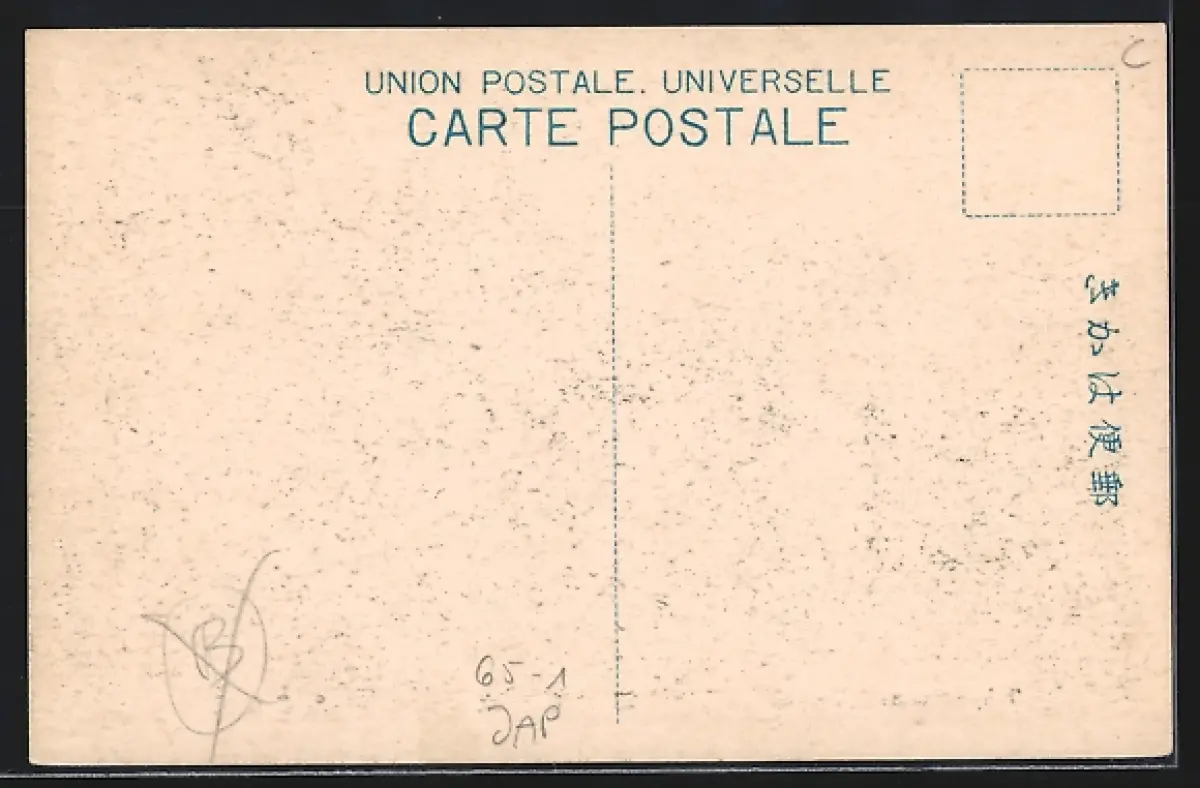 UNION POSTALE. UNIVERSELLE
CARTE POSTALE
C
郵便はかき
B
65-1
JAP